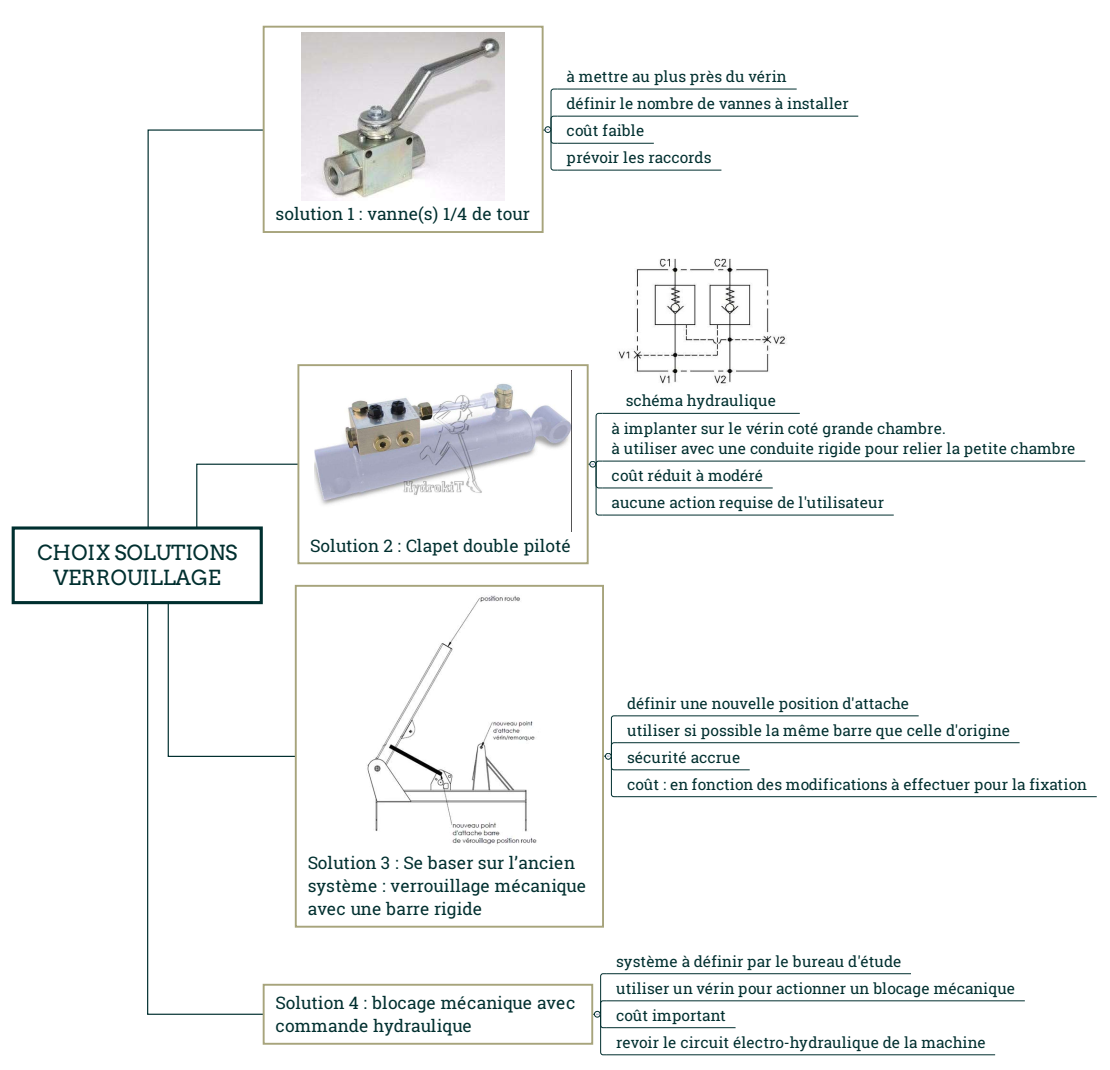 à mettre au plus près du vérin
définir le nombre de vannes à installer
coût faible
prévoir les raccords
solution 1 : vanne(s) 1/4 de tour
C1
C2
V2
V1
V1
V2
schéma hydraulique
à implanter sur le vérin coté grande chambre.
à utiliser avec une conduite rigide pour relier la petite chambre
coût réduit à modéré
aucune action requise de l'utilisateur
HydrokiT
Solution 2 : Clapet double piloté
CHOIX SOLUTIONS
VERROUILLAGE
position route
nouveau point
d'attache
vérin/remorque
nouveau point
d'attache barre
de vérouillage position route
Solution 3 : Se baser sur l’ancien
système : verrouillage mécanique
avec une barre rigide
définir une nouvelle position d'attache
utiliser si possible la même barre que celle d'origine
sécurité accrue
coût : en fonction des modifications à effectuer pour la fixation
Solution 4 : blocage mécanique avec
commande hydraulique
système à définir par le bureau d'étude
utiliser un vérin pour actionner un blocage mécanique
coût important
revoir le circuit électro-hydraulique de la machine